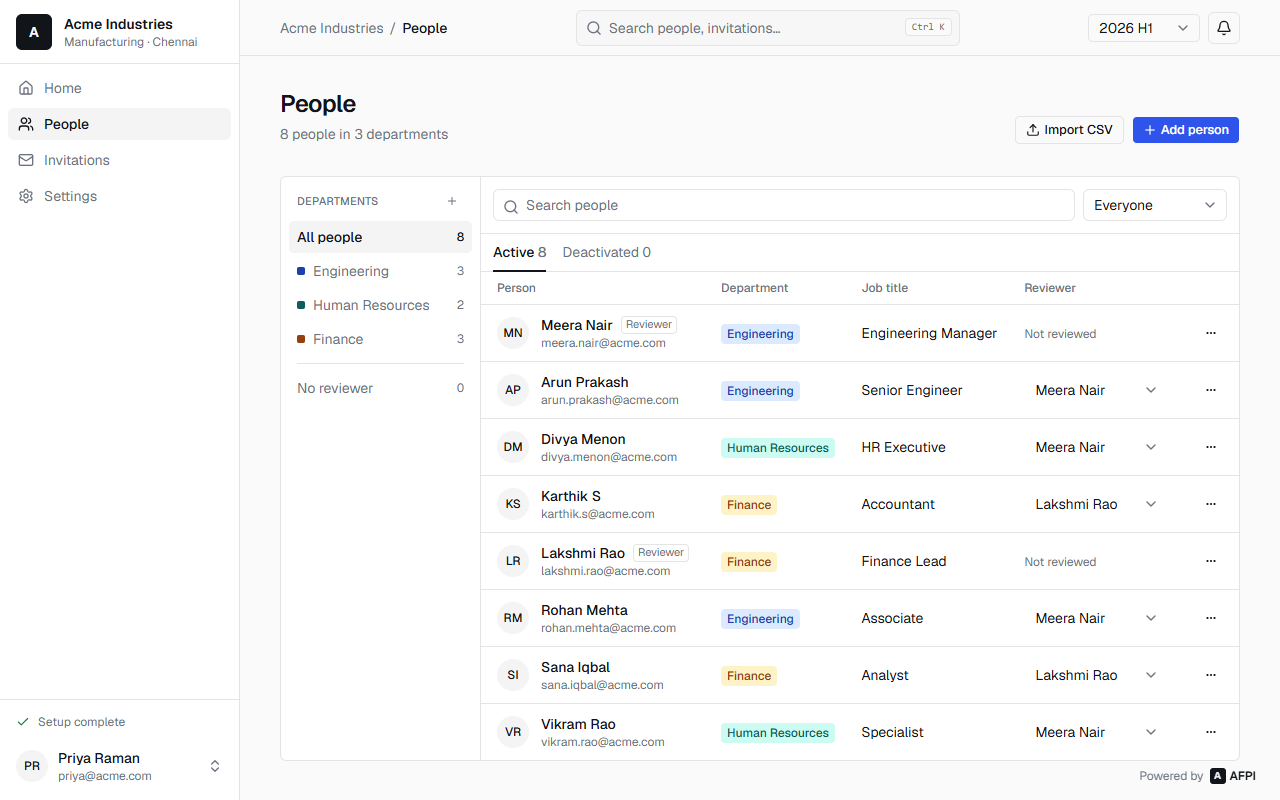 A
Acme Industries
Manufacturing · Chennai
Home
People
Invitations
Settings
Setup complete
PR
Priya Raman
priya@acme.com
Acme Industries / People
Search people, invitations...
Ctrl K
2026 H1
People
8 people in 3 departments
Import CSV
Add person
DEPARTMENTS
All people 8
Engineering 3
Human Resources 2
Finance 3
No reviewer 0
Search people
Everyone
Active 8 Deactivated 0
Person Department Job title Reviewer
MN Meera Nair Reviewer Engineering Engineering Manager Not reviewed
meera.nair@acme.com
AP Arun Prakash Engineering Senior Engineer Meera Nair
arun.prakash@acme.com
DM Divya Menon Human Resources HR Executive Meera Nair
divya.menon@acme.com
KS Karthik S Finance Accountant Lakshmi Rao
karthik.s@acme.com
LR Lakshmi Rao Reviewer Finance Finance Lead Not reviewed
lakshmi.rao@acme.com
RM Rohan Mehta Engineering Associate Meera Nair
rohan.mehta@acme.com
SI Sana Iqbal Finance Analyst Lakshmi Rao
sana.iqbal@acme.com
VR Vikram Rao Human Resources Specialist Meera Nair
vikram.rao@acme.com
Powered by A AFPI